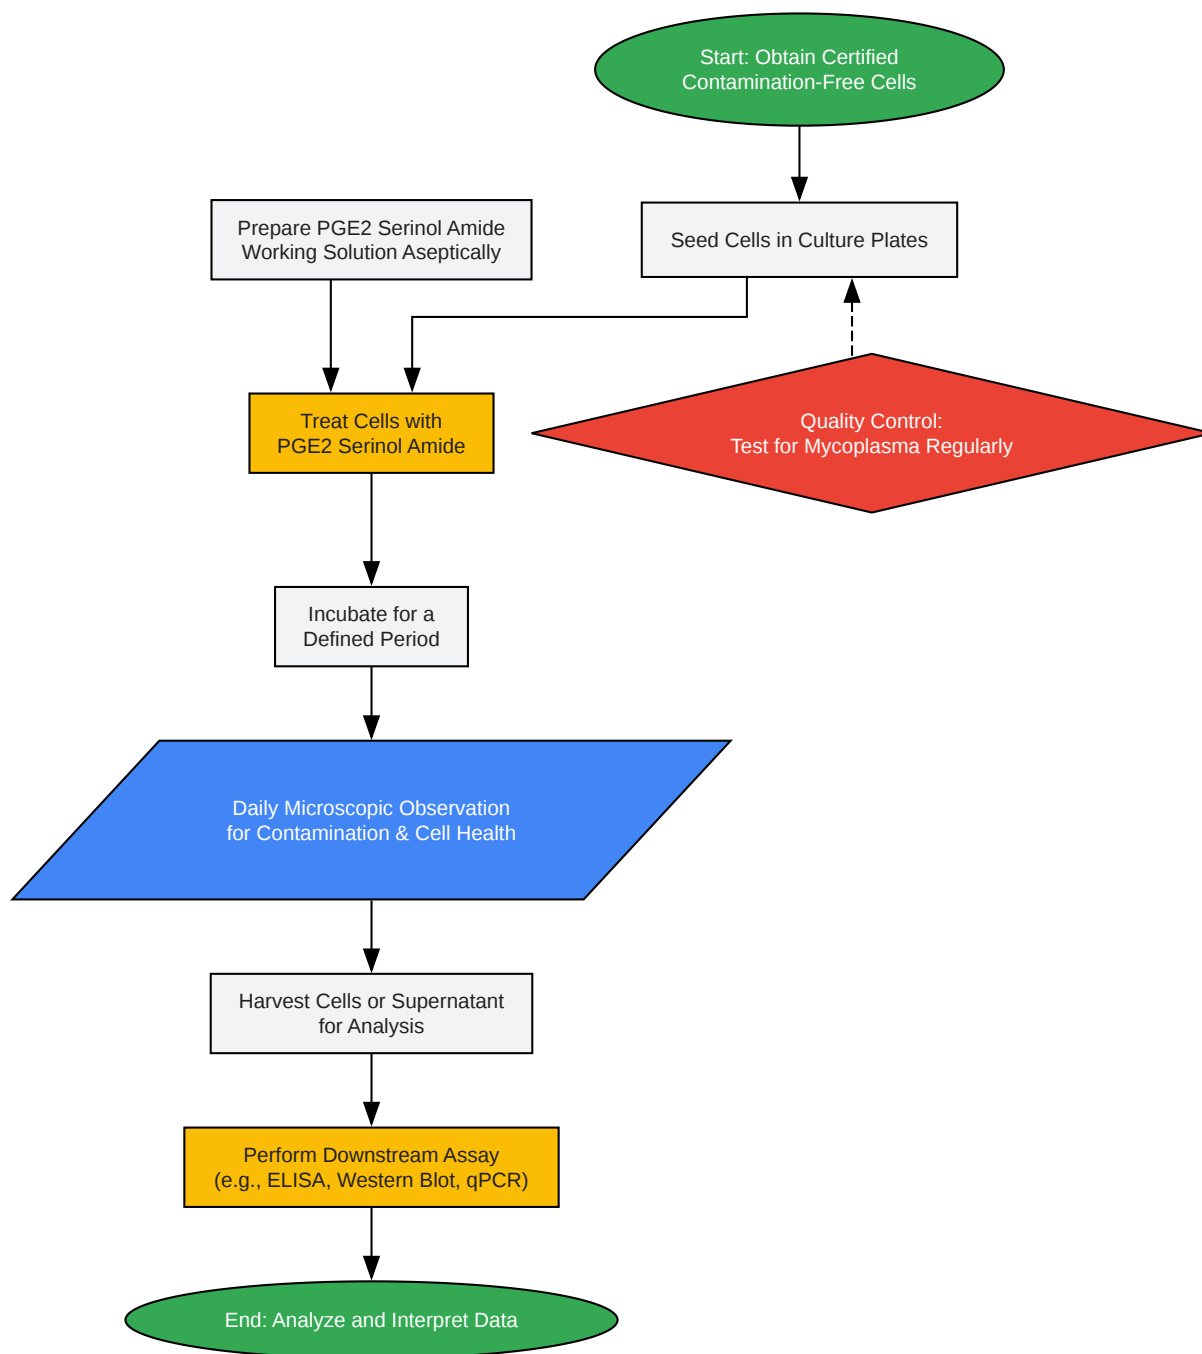 Start: Obtain Certified
Contamination-Free Cells
Prepare PGE2 Serinol Amide
Working Solution Aseptically
Seed Cells in Culture Plates
Treat Cells with
PGE2 Serinol Amide
Quality Control:
Test for Mycoplasma Regularly
Incubate for a
Defined Period
Daily Microscopic Observation
for Contamination & Cell Health
Harvest Cells or Supernatant
for Analysis
Perform Downstream Assay
(e.g., ELISA, Western Blot, qPCR)
End: Analyze and Interpret Data